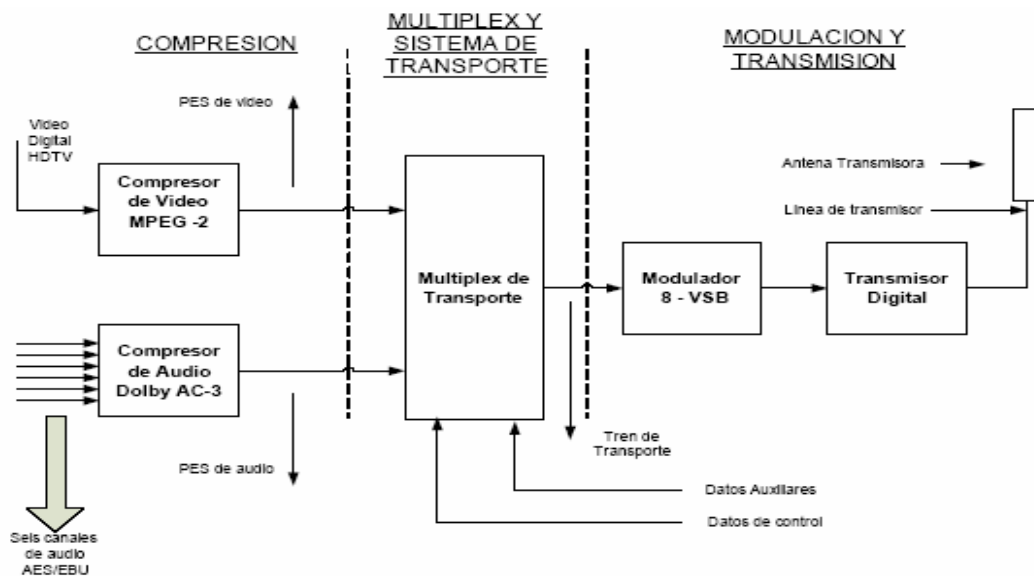 COMPRESION
MULTIPLEX Y
SISTEMA DE
TRANSPORTE
MODULACION Y
TRANSMISION
PES de video
Video
Digital
HDTV
Compresor
de Video
MPEG -2
Multiplex de
Transporte
Antena Transmisora
Linea de transmisor
Modulador
8 - VSB
Transmisor
Digital
Compresor
de Audio
Dolby AC-3
PES de audio
Tren de
Transporte
Datos Auxiliares
Datos de control
Seis canales
de audio
AES/EBU